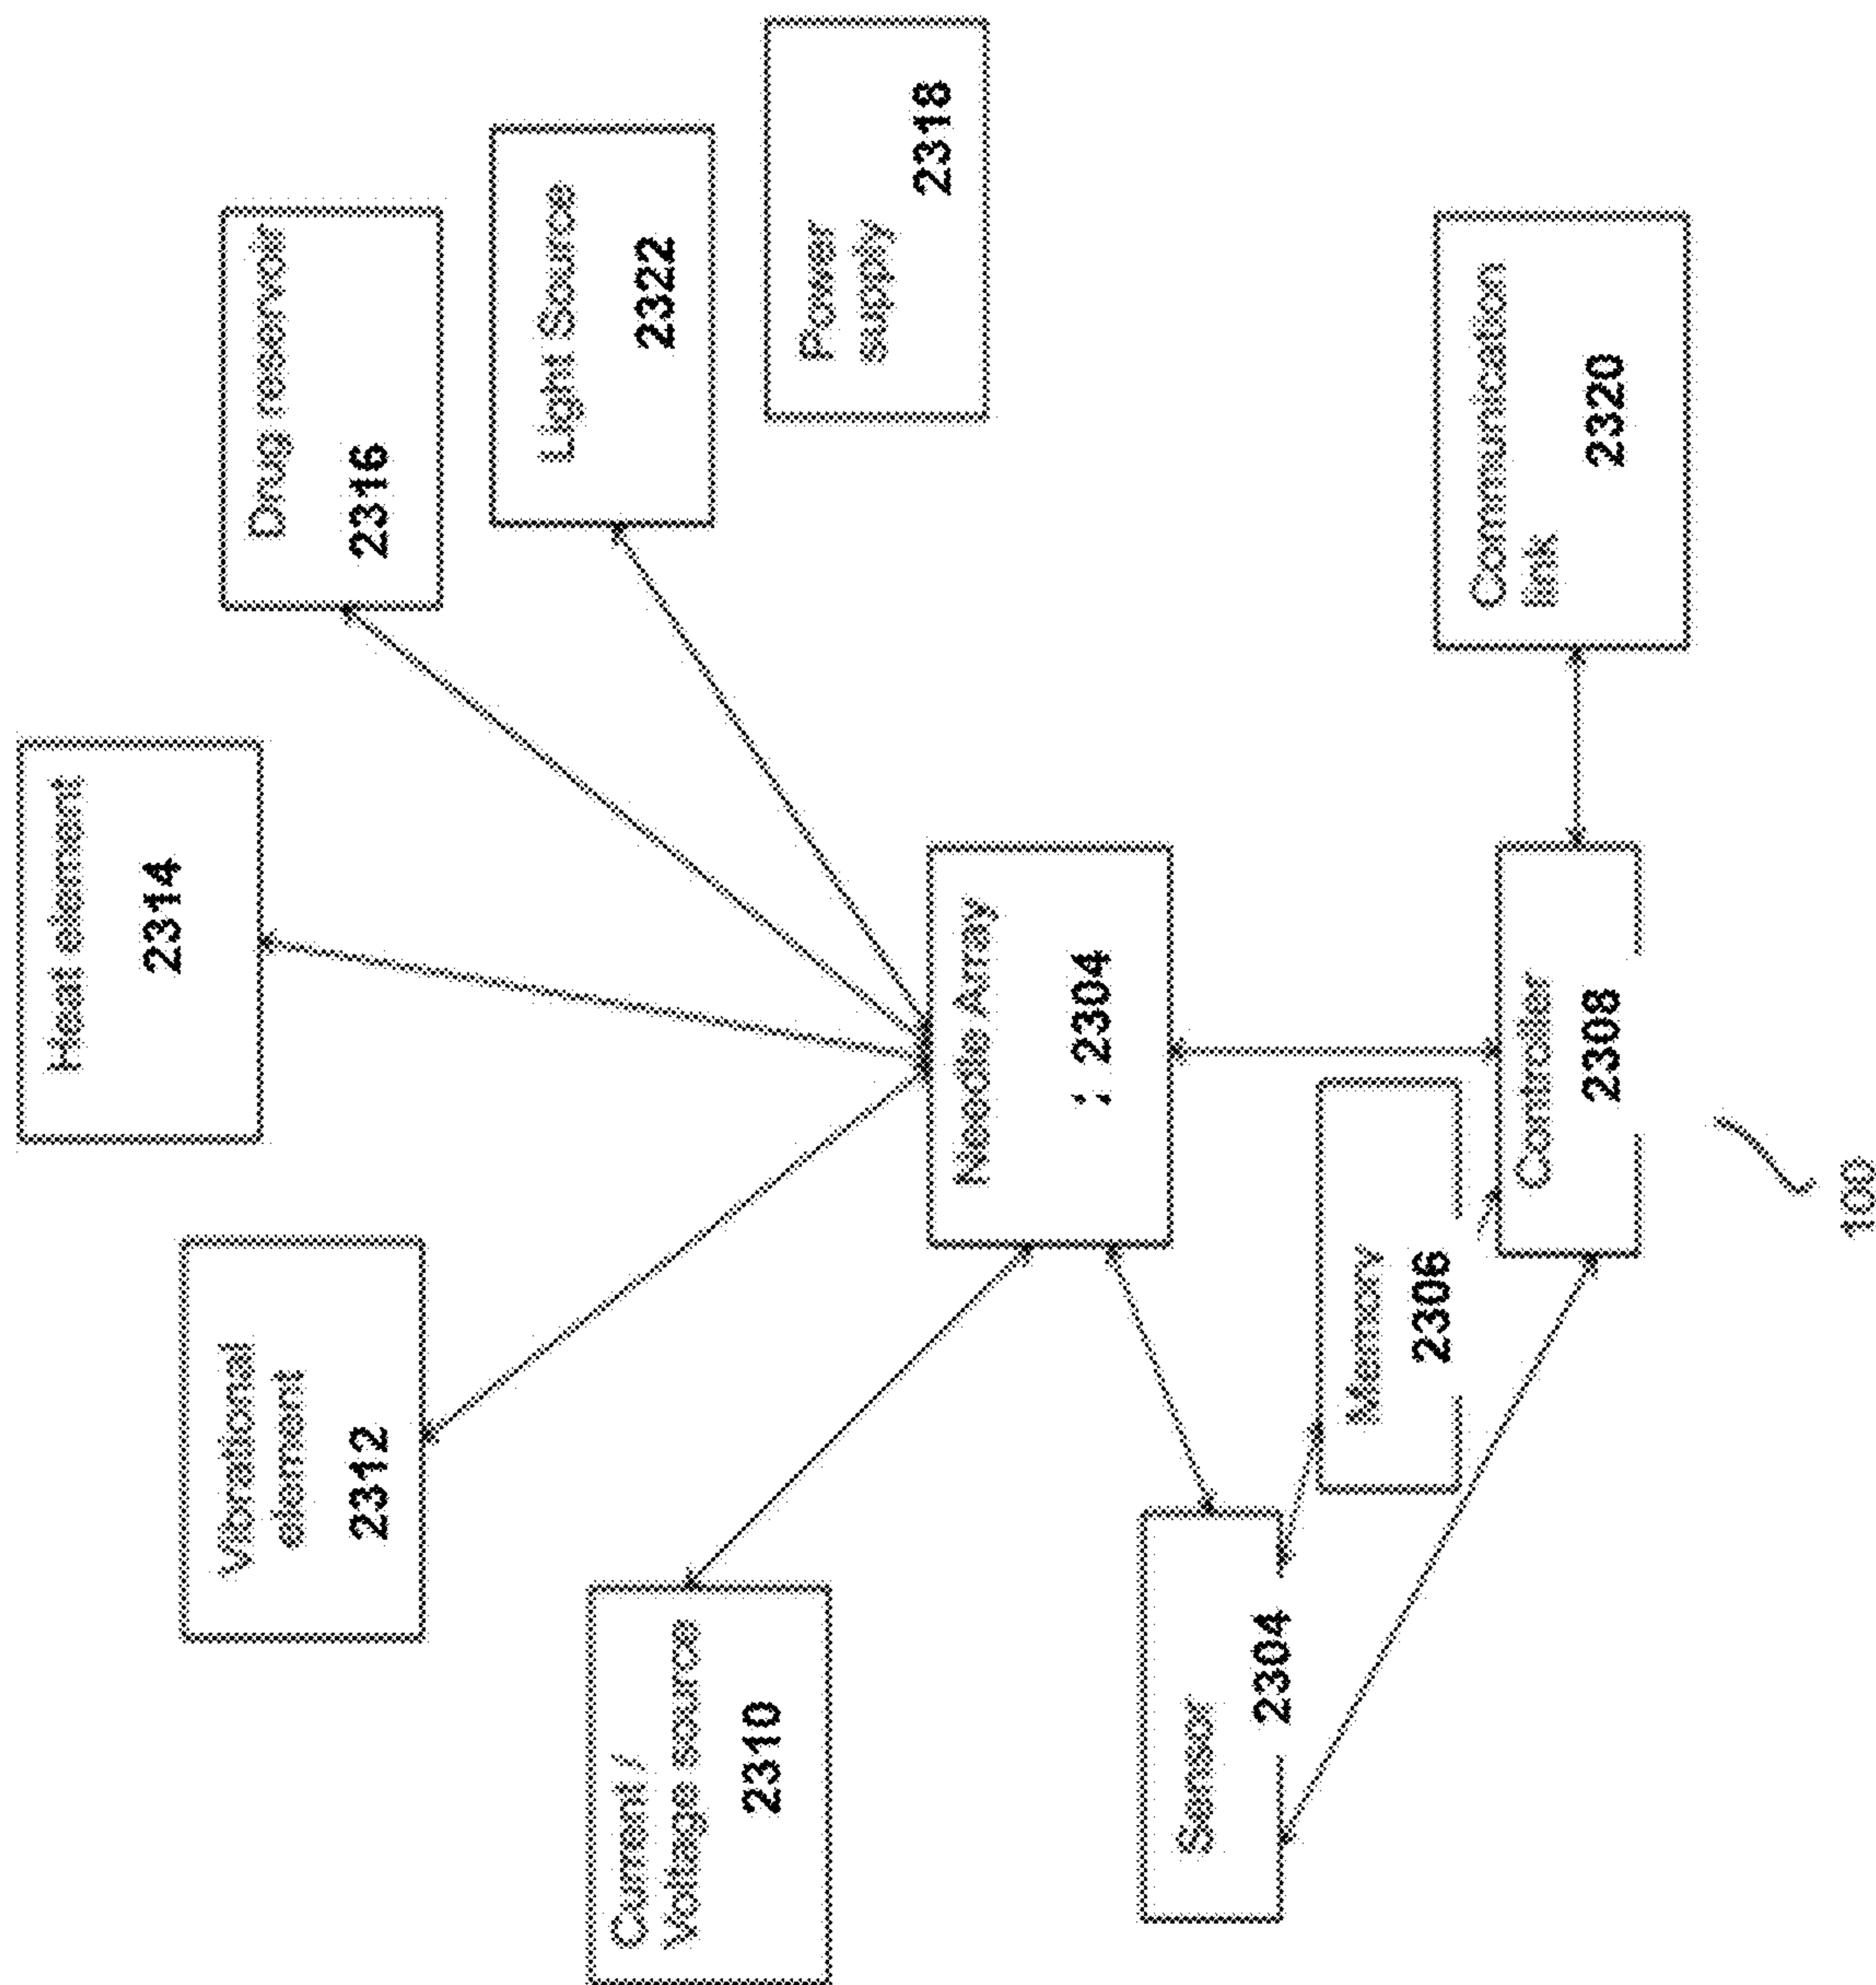 Heat element
2314
Vibrational
element
2312
Drug reservoir
2316
Light Source
2322
Current /
Voltage sources
2310
Power
supply
2318
Needle Array
: 2304
Sensor
2304
Memory
2306
Controller
2308
Communication
link
2320
100